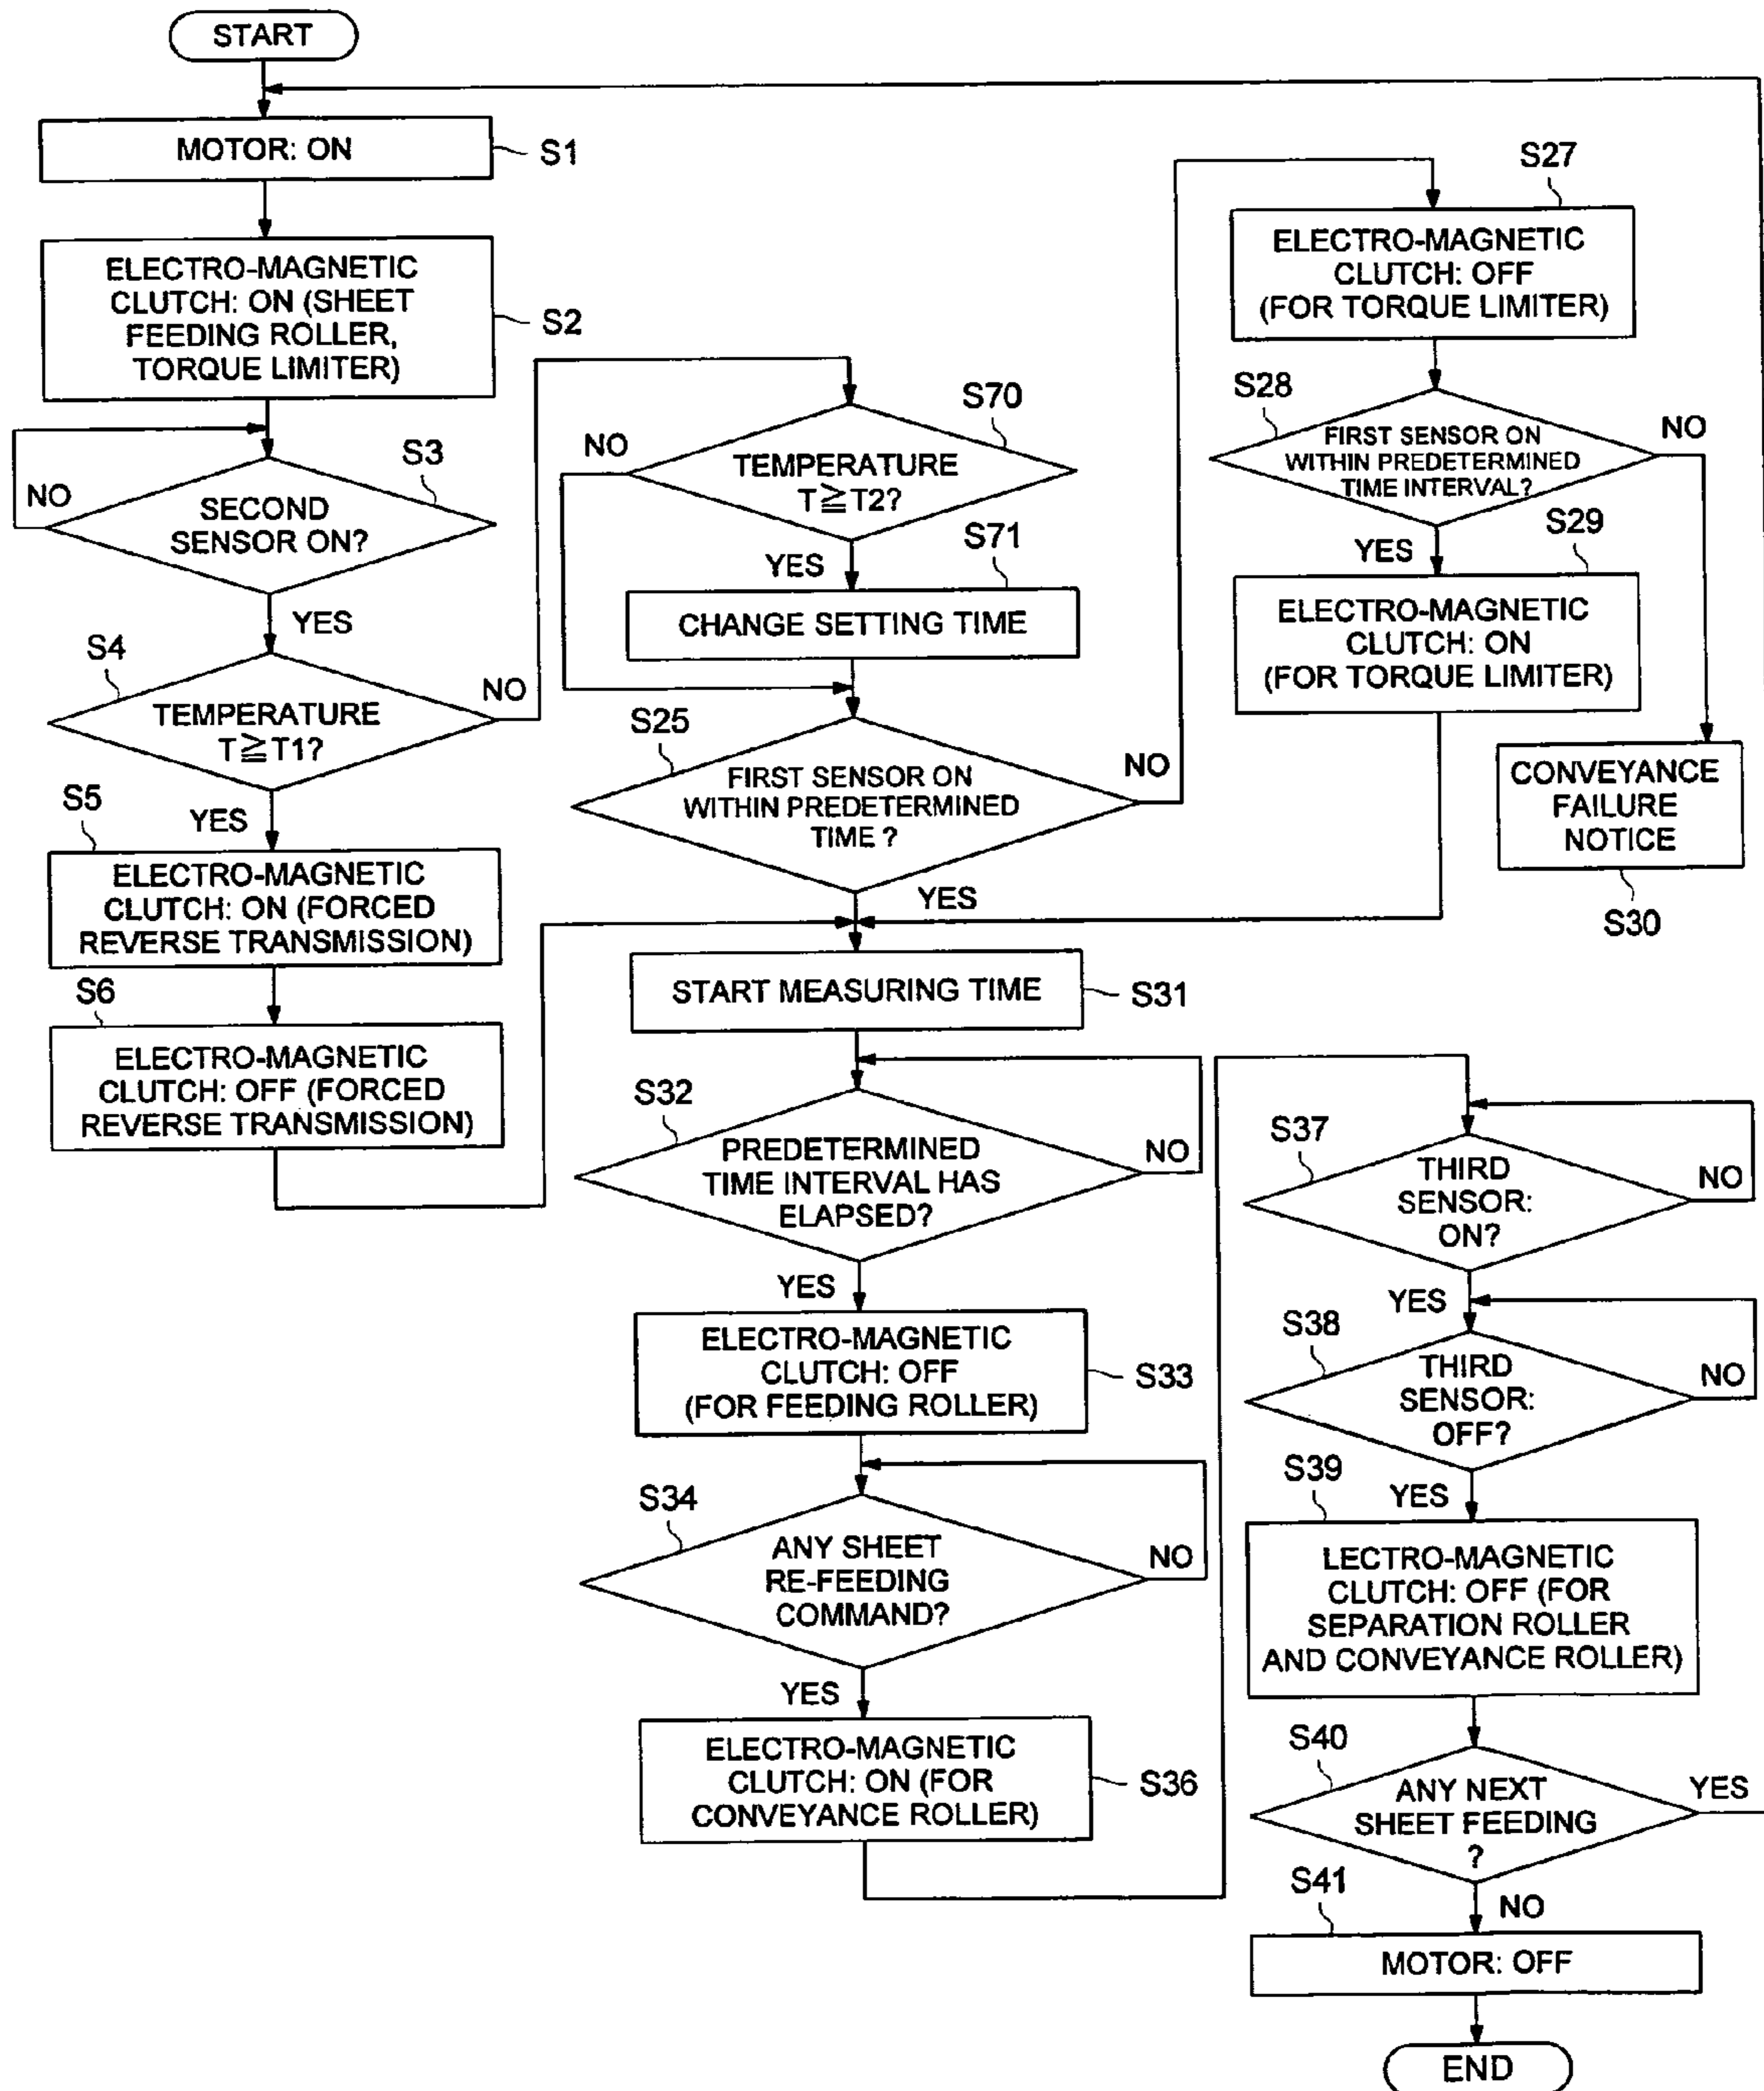 START
MOTOR: ON
S1
ELECTRO-MAGNETIC
CLUTCH: ON (SHEET
FEEDING ROLLER,
TORQUE LIMITER)
S2
S3
NO
SECOND
SENSOR ON?
YES
S4
NO
TEMPERATURE
T≧T1?
S5
YES
ELECTRO-MAGNETIC
CLUTCH: ON (FORCED
REVERSE TRANSMISSION)
S6
ELECTRO-MAGNETIC
CLUTCH: OFF (FORCED
REVERSE TRANSMISSION)
S70
NO
TEMPERATURE
T≧T2?
S71
YES
CHANGE SETTING TIME
S25
NO
FIRST SENSOR ON
WITHIN PREDETERMINED
TIME ?
YES
S27
ELECTRO-MAGNETIC
CLUTCH: OFF
(FOR TORQUE LIMITER)
S28
NO
FIRST SENSOR ON
WITHIN PREDETERMINED
TIME INTERVAL?
S29
YES
ELECTRO-MAGNETIC
CLUTCH: ON
(FOR TORQUE LIMITER)
CONVEYANCE
FAILURE
NOTICE
S30
START MEASURING TIME
S31
S32
NO
PREDETERMINED
TIME INTERVAL HAS
ELAPSED?
YES
ELECTRO-MAGNETIC
CLUTCH: OFF
(FOR FEEDING ROLLER)
S33
S34
NO
ANY SHEET
RE-FEEDING
COMMAND?
YES
ELECTRO-MAGNETIC
CLUTCH: ON (FOR
CONVEYANCE ROLLER)
S36
S37
NO
THIRD
SENSOR:
ON?
YES
S38
NO
THIRD
SENSOR:
OFF?
S39
YES
LECTRO-MAGNETIC
CLUTCH: OFF (FOR
SEPARATION ROLLER
AND CONVEYANCE ROLLER)
S40
YES
ANY NEXT
SHEET FEEDING
?
S41
NO
MOTOR: OFF
END